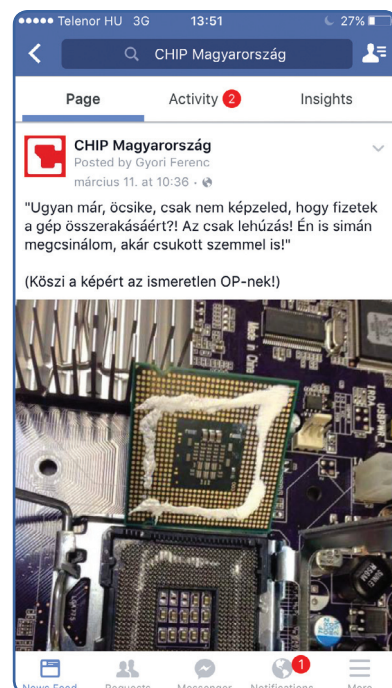 Telenor HU 3G 13:51 27%
CHIP Magyarország
Page Activity 2 Insights
CHIP Magyarország
Posted by Gyori Ferenc
március 11. at 10:36 ·
"Ugyan már, öcsike, csak nem képzeled, hogy fizetek
a gép összerakásáért?! Az csak lehúzás! Én is simán
megcsinálom, akár csukott szemmel is!"
(Köszi a képért az ismeretlen OP-nek!)
1
News Feed Requests Messenger Notifications More